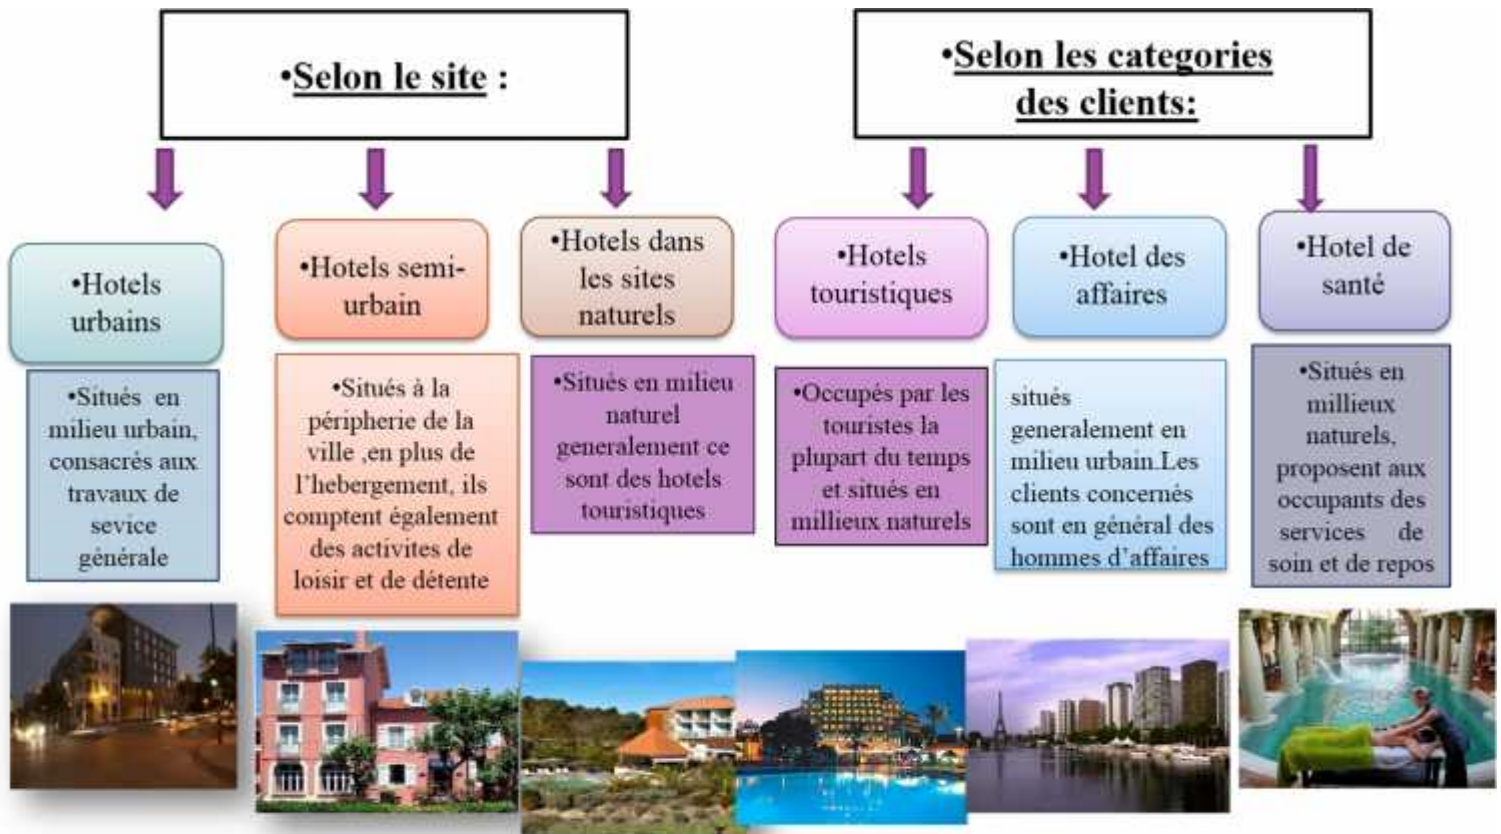 •Selon le site :
•Hotels
urbains
•Situés en
milieu urbain,
consacrés aux
travaux de
sevice
générale
•Hotels semi-
urbain
•Situés à la
péripherie de la
ville ,en plus de
l’hebergement, ils
comptent également
des activites de
loisir et de détente
•Hotels dans
les sites
naturels
•Situés en milieu
naturel
generalement ce
sont des hotels
touristiques
•Selon les categories
des clients:
•Hotels
touristiques
•Occupés par les
touristes la
plupart du temps
et situés en
millieux naturels
•Hotel des
affaires
situés
generalement en
milieu urbain.Les
clients concernés
sont en général des
hommes d’affaires
•Hotel de
santé
•Situés en
millieux
naturels,
proposent aux
occupants des
services de
soin et de repos